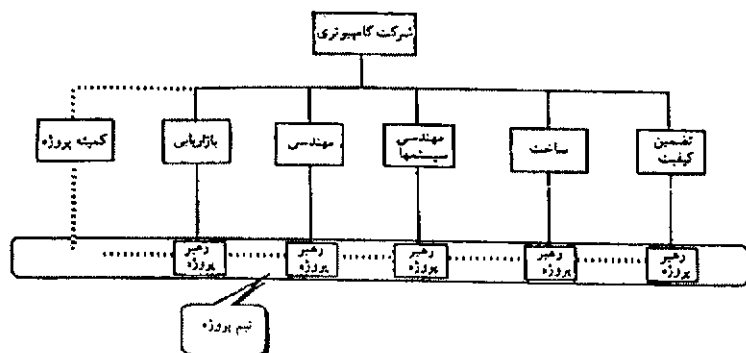 شرکت کامپیوتری
تضمین
کیفیت
ساخت
مهندسی
سیستمها
مهندسی
بازاریابی
کمیته پروژه
رهبر
پروژه
رهبر
پروژه
رهبر
پروژه
رهبر
پروژه
رهبر
پروژه
تیم پروژه